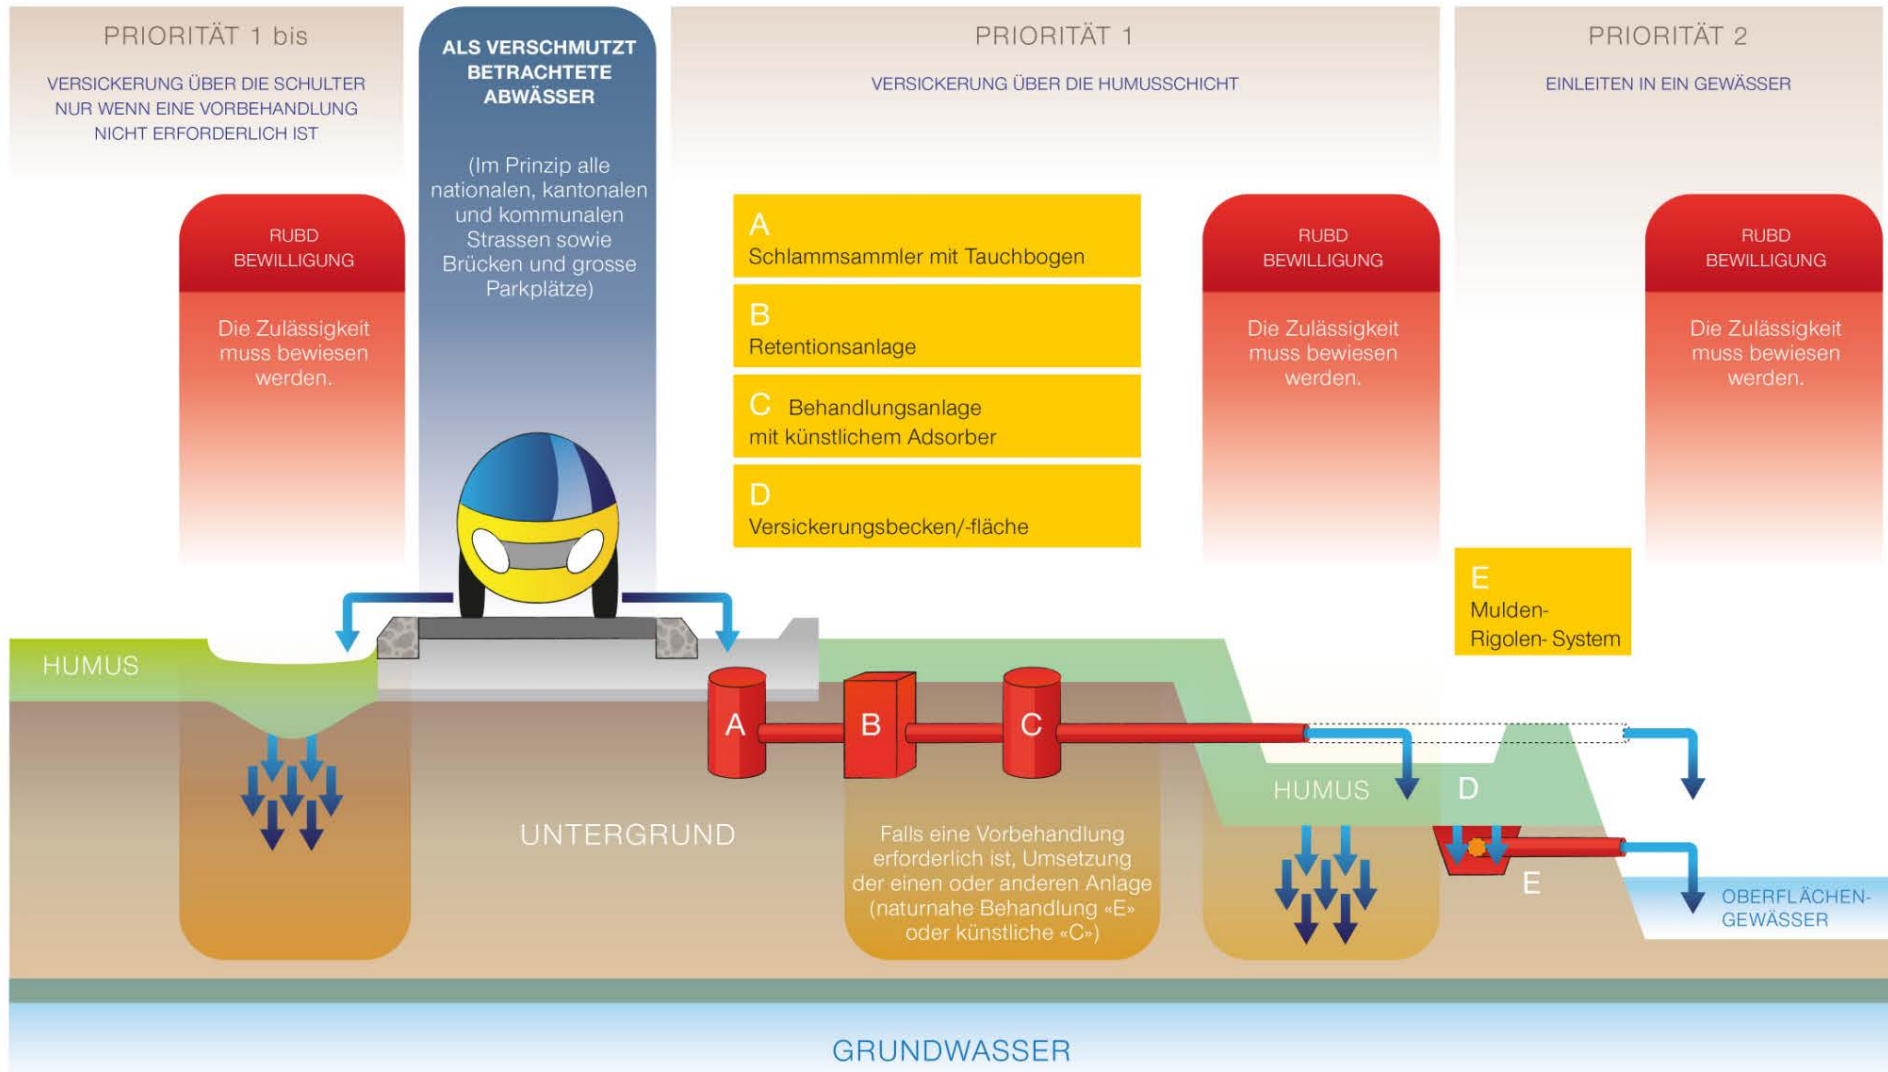 PRIORITÄT 1 bis
VERSICKERUNG ÜBER DIE SCHULTER
NUR WENN EINE VORBEHANDLUNG
NICHT ERFORDERLICH IST
RUBD
BEWILLIGUNG
Die Zulässigkeit
muss bewiesen
werden.
ALS VERSCHMUTZT
BETRACHTETE
ABWÄSSER
(Im Prinzip alle
nationalen, kantonalen
und kommunalen
Strassen sowie
Brücken und grosse
Parkplätze)
PRIORITÄT 1
VERSICKERUNG ÜBER DIE HUMUSSCHICHT
A
Schlammsammler mit Tauchbogen
B
Retentionsanlage
C Behandlungsanlage
mit künstlichem Adsorber
D
Versickerungsbecken/-fläche
RUBD
BEWILLIGUNG
Die Zulässigkeit
muss bewiesen
werden.
PRIORITÄT 2
EINLEITEN IN EIN GEWÄSSER
RUBD
BEWILLIGUNG
Die Zulässigkeit
muss bewiesen
werden.
E
Mulden-
Rigolen- System
HUMUS
A
B
C
HUMUS
D
E
UNTERGRUND
Falls eine Vorbehandlung
erforderlich ist, Umsetzung
der einen oder anderen Anlage
(naturnahe Behandlung «E»
oder künstliche «C»)
OBERFLÄCHEN-
GEWÄSSER
GRUNDWASSER